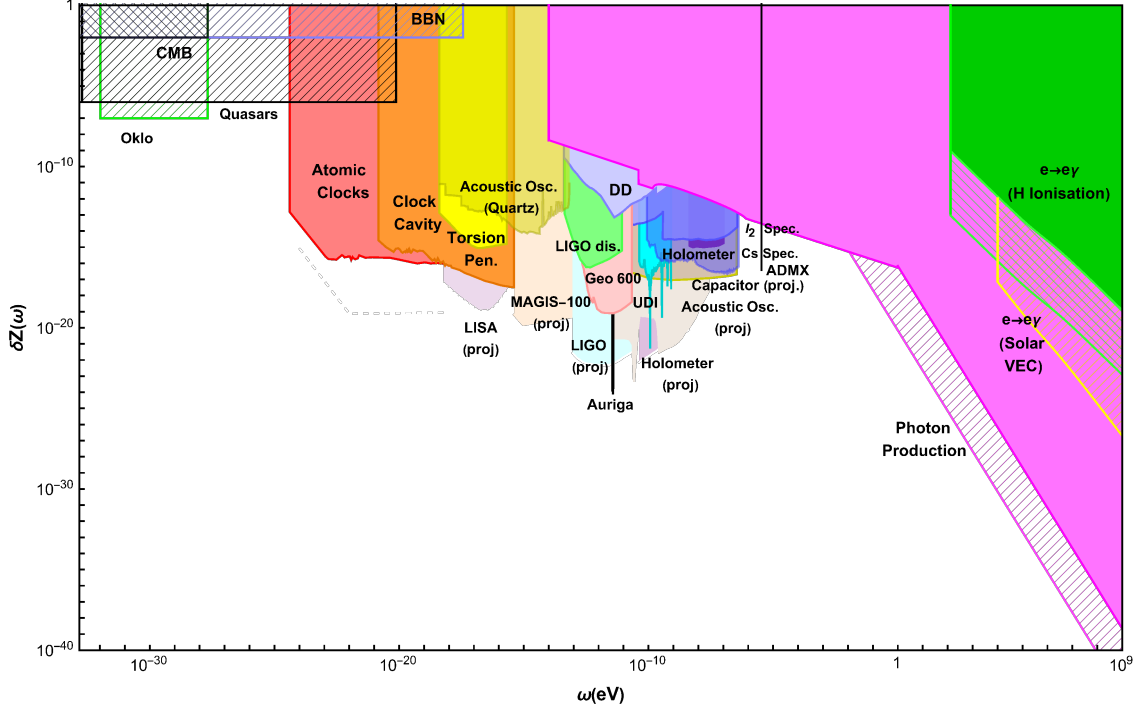 1
BBN
CMB
Quasars
Oklo
10⁻¹⁰
Atomic
Clocks
Clock
Cavity
Acoustic Osc.
(Quartz)
Torsion
Pen.
DD
LIGO dis.
I₂ Spec.
Holometer
Cs Spec.
ADMX
Geo 600
Capacitor (proj.)
e→eγ
(H Ionisation)
MAGIS−100
(proj)
UDI
Acoustic Osc.
(proj)
10⁻²⁰
LISA
(proj)
LIGO
(proj)
Holometer
(proj)
e→eγ
(Solar
VEC)
Auriga
Photon
Production
δZ(ω)
10⁻³⁰
10⁻⁴⁰
10⁻³⁰
10⁻²⁰
10⁻¹⁰
1
10⁹
ω(eV)